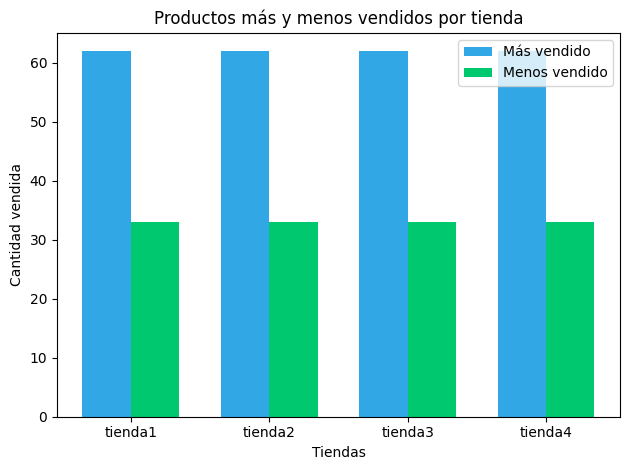 Productos más y menos vendidos por tienda
Más vendido
Menos vendido
Cantidad vendida
60
50
40
30
20
10
0
tienda1 tienda2 tienda3 tienda4
Tiendas